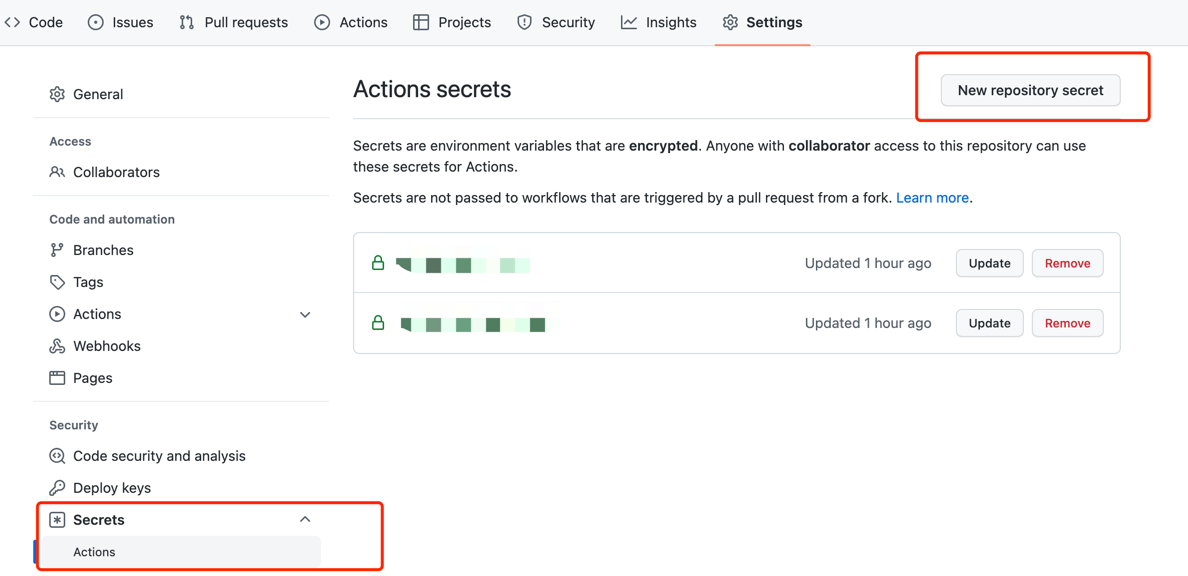 Code Issues Pull requests Actions Projects Security Insights Settings
General
Access
Collaborators
Code and automation
Branches
Tags
Actions
Webhooks
Pages
Security
Code security and analysis
Deploy keys
Secrets
Actions
Actions secrets
New repository secret
Secrets are environment variables that are encrypted. Anyone with collaborator access to this repository can use
these secrets for Actions.
Secrets are not passed to workflows that are triggered by a pull request from a fork. Learn more.
Updated 1 hour ago Update Remove
Updated 1 hour ago Update Remove